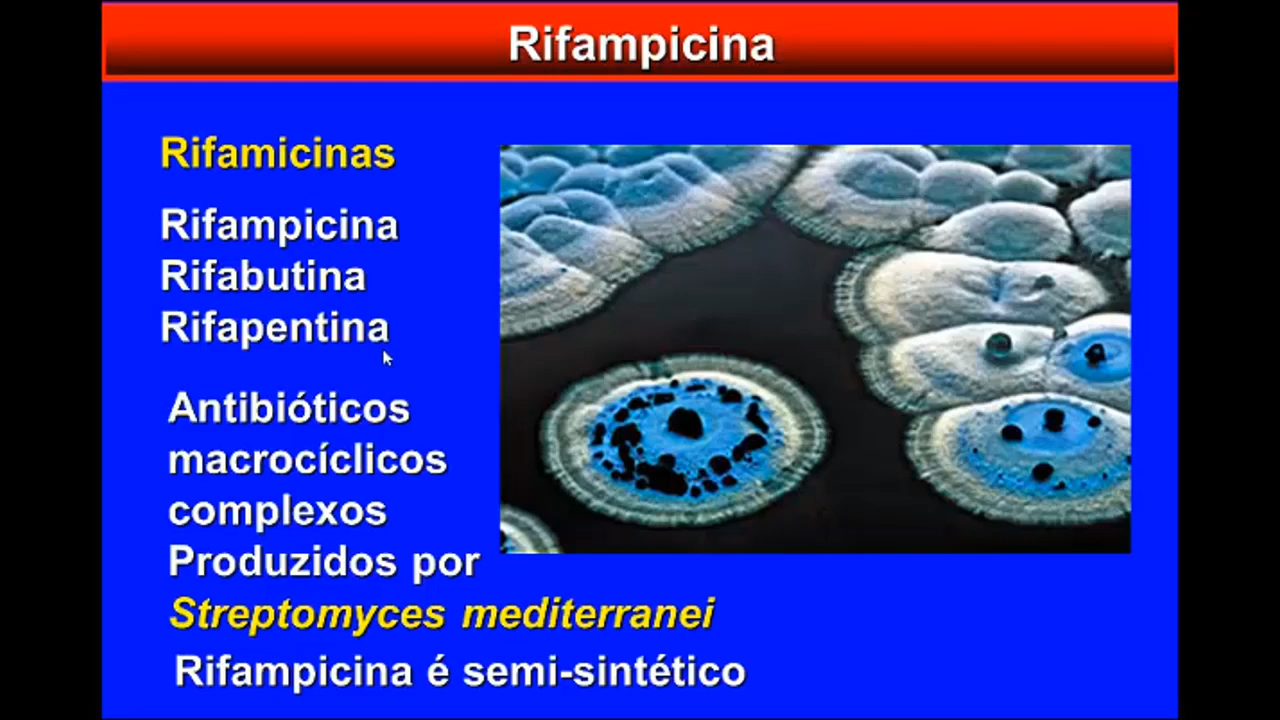 Rifampicina
Rifamicinas
Rifampicina
Rifabutina
Rifapentina
Antibióticos
macrocíclicos
complexos
Produzidos por
Streptomyces mediterranei
Rifampicina é semi-sintético